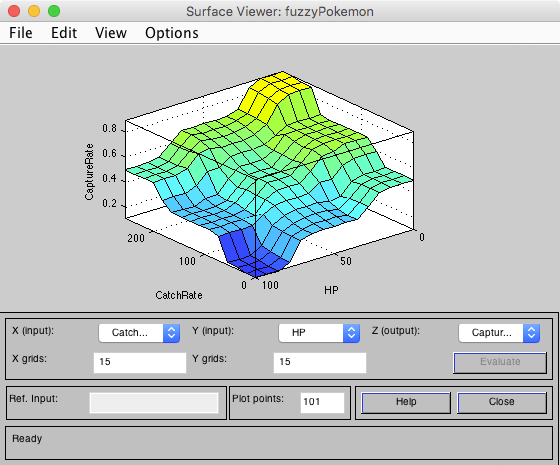 Surface Viewer: fuzzyPokemon
File Edit View Options
0.8
0.6
0.4
0.2
CaptureRate
200
100
0
CatchRate
100
50
0
HP
X (input): Catch... Y (input): HP Z (output): Captur...
X grids: 15 Y grids: 15 Evaluate
Ref. Input: Plot points: 101 Help Close
Ready